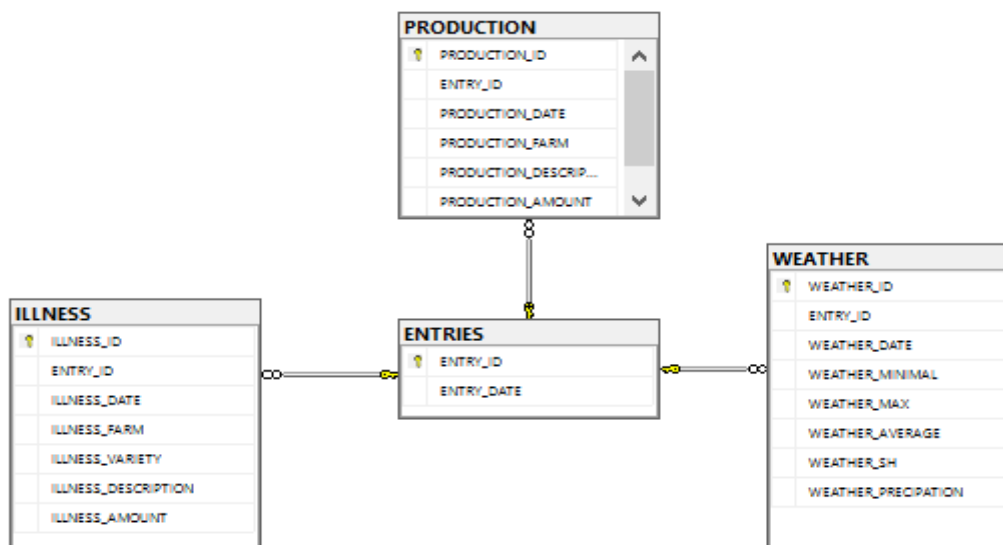 PRODUCTION
PRODUCTION_ID
ENTRY_ID
PRODUCTION_DATE
PRODUCTION_FARM
PRODUCTION_DESCRIP...
PRODUCTION_AMOUNT
WEATHER
WEATHER_ID
ENTRY_ID
WEATHER_DATE
WEATHER_MINIMAL
WEATHER_MAX
WEATHER_AVERAGE
WEATHER_SH
WEATHER_PRECIPATION
ILLNESS
ILLNESS_ID
ENTRY_ID
ILLNESS_DATE
ILLNESS_FARM
ILLNESS_VARIETY
ILLNESS_DESCRIPTION
ILLNESS_AMOUNT
ENTRIES
ENTRY_ID
ENTRY_DATE